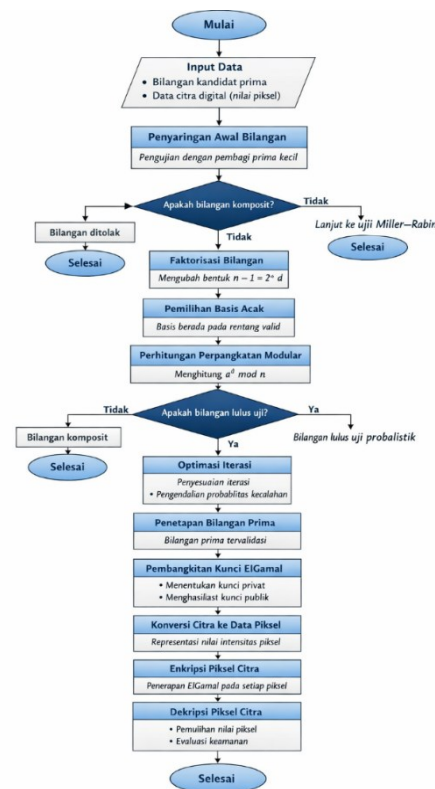 Mulai
Input Data
• Bilangan kandidat prima
• Data citra digital (nilai piksel)
Penyaringan Awal Bilangan
Pengujian dengan pembagi prima kecil
Apakah bilangan komposit?
Tidak
Bilangan ditolak
Lanjut ke ujii Miller–Rabin
Selesai
Tidak
Selesai
Faktorisasi Bilangan
Mengubah bentuk n – 1 = 2ˢ d
Pemilihan Basis Acak
Basis berada pada rentang valid
Perhitungan Perpangkatan Modular
Menghitung aᵈ mod n
Tidak
Apakah bilangan lulus uji?
Ya
Bilangan komposit
Bilangan lulus uji probalistik
Ya
Selesai
Optimasi Iterasi
Penyesuaian iterasi
• Pengendalian probablitas kecalahan
Penetapan Bilangan Prima
Bilangan prima tervalidasi
Pembangkitan Kunci ElGamal
• Menentukan kunci privat
• Menghasiliast kunci publik
Konversi Citra ke Data Piksel
Representasi nilai intensitas piksel
Enkripsi Piksel Citra
Penerapan ElGamal pada setiap piksel
Dekripsi Piksel Citra
• Pemulihan nilai piksel
• Evaluasi keamanan
Selesai